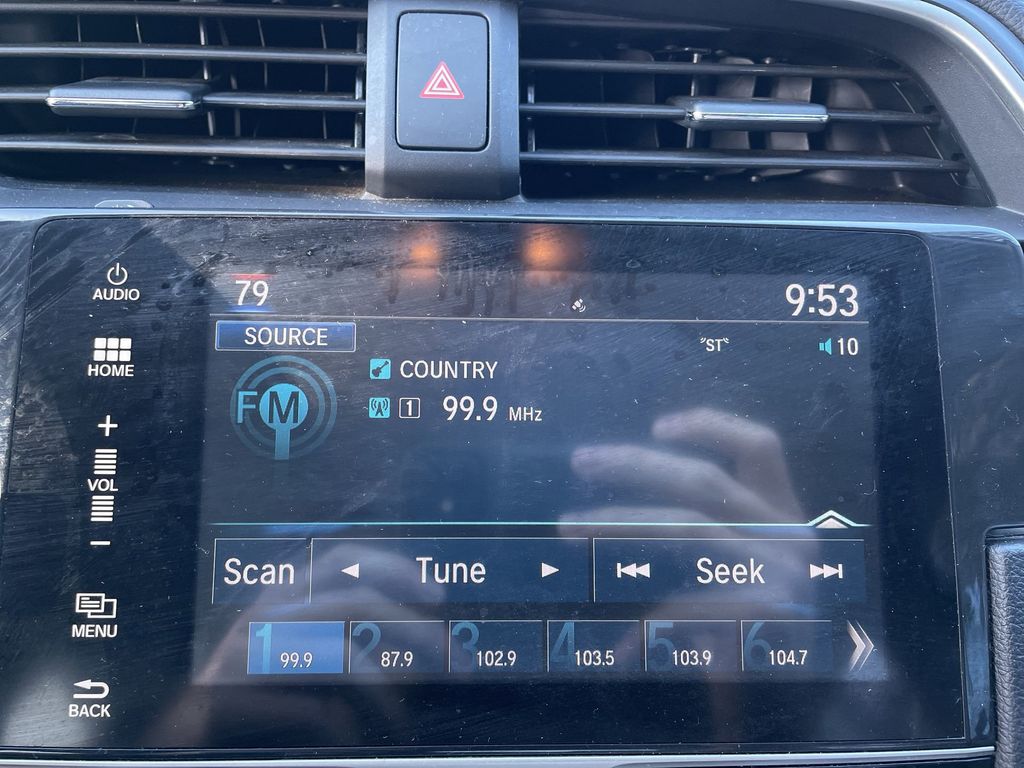 AUDIO
79
9:53
SOURCE
"ST"
10
HOME
COUNTRY
FM
1 99.9 MHz
+
VOL
-
Scan Tune Seek
MENU
1 99.9 2 87.9 3 102.9 4 103.5 5 103.9 6 104.7
BACK